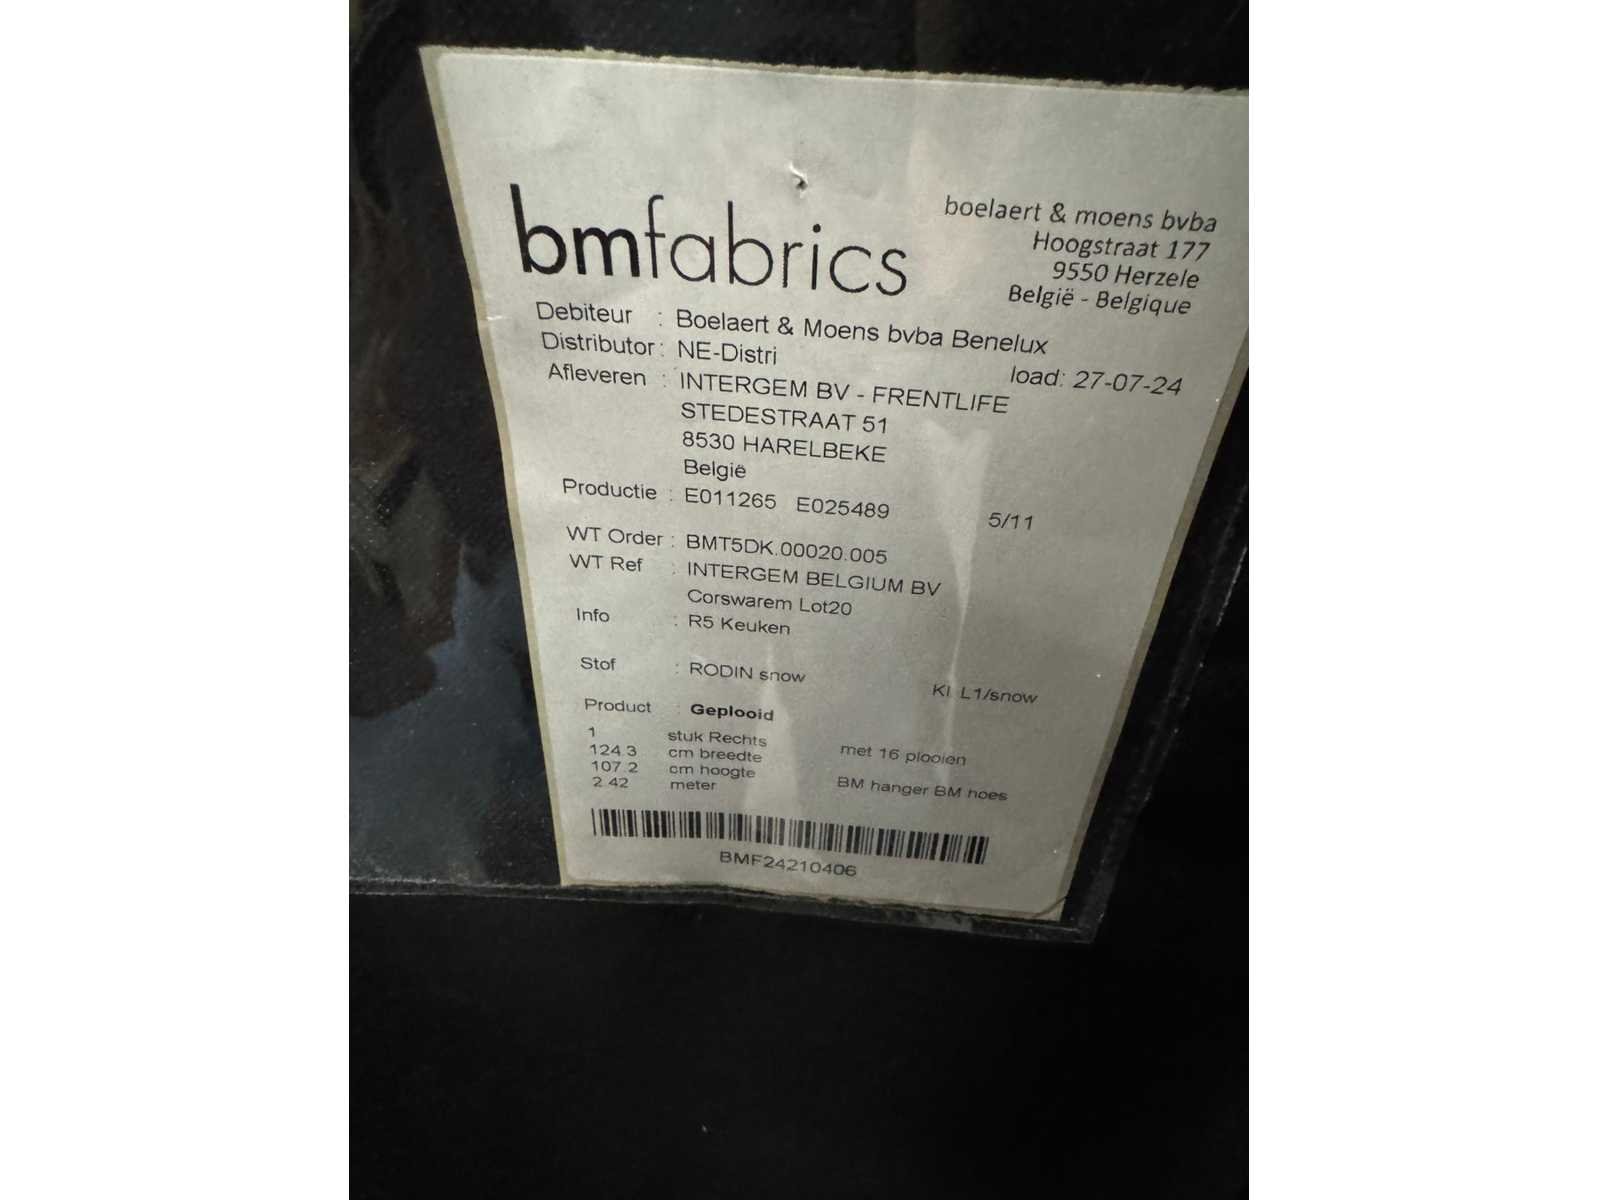 bmfabrics
boelaert & moens bvba
Hoogstraat 177
9550 Herzele
België - Belgique
Debiteur : Boelaert & Moens bvba Benelux
Distributor : NE-Distri
load: 27-07-24
Afleveren : INTERGEM BV - FRENTLIFE
STEDESTRAAT 51
8530 HARELBEKE
België
Productie : E011265 E025489 5/11
WT Order : BMT5DK.00020.005
WT Ref : INTERGEM BELGIUM BV
Corswarem Lot20
Info : R5 Keuken
Stof : RODIN snow KL L1/snow
Product : Geplooid
1 stuk Rechts met 16 plooien
124.3 cm breedte
107.2 cm hoogte BM hanger BM hoes
2.42 meter
BMF24210406